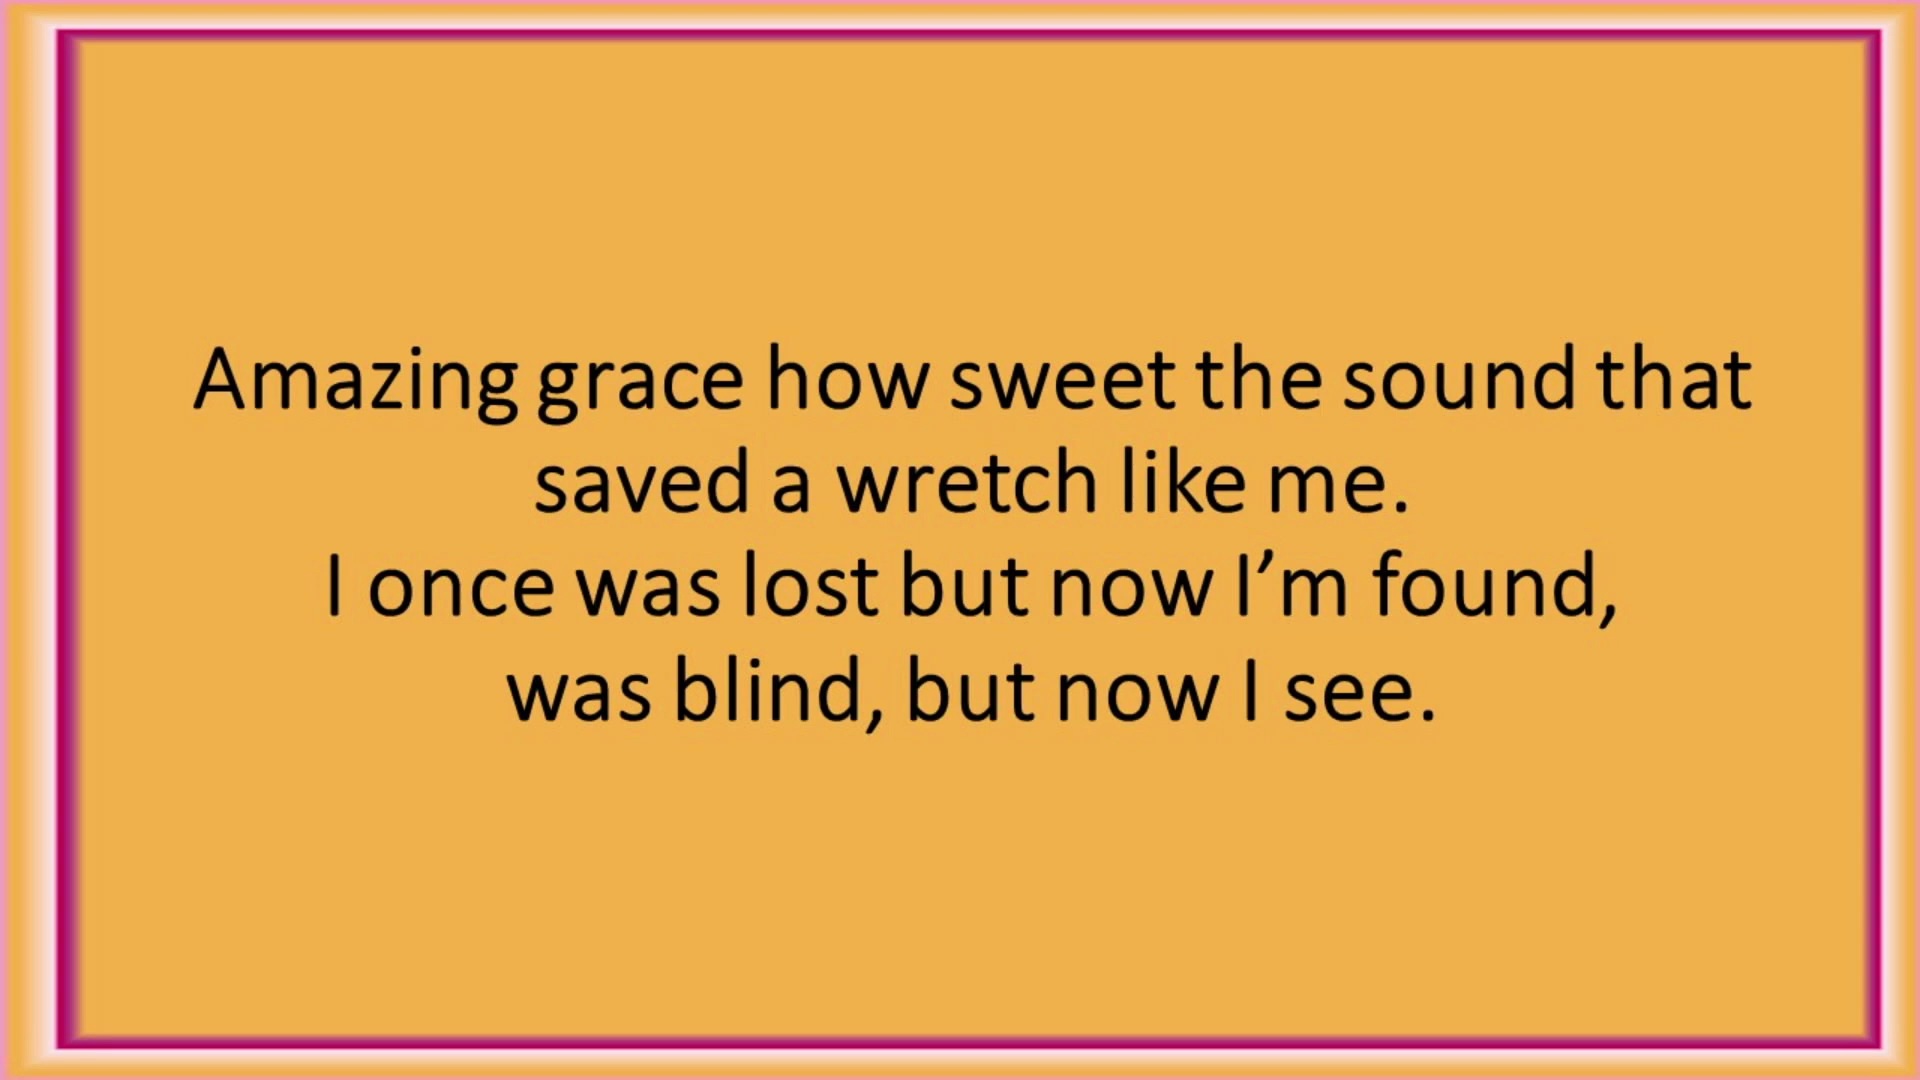 Amazing grace how sweet the sound that
saved a wretch like me.
I once was lost but now I’m found,
was blind, but now I see.